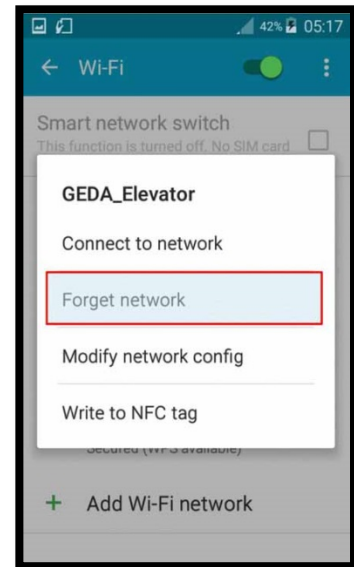 42% 05:17
Wi-Fi
Smart network switch
This function is turned off. No SIM card
GEDA_Elevator
Connect to network
Forget network
Modify network config
Write to NFC tag
Secured (WPS available)
+ Add Wi-Fi network